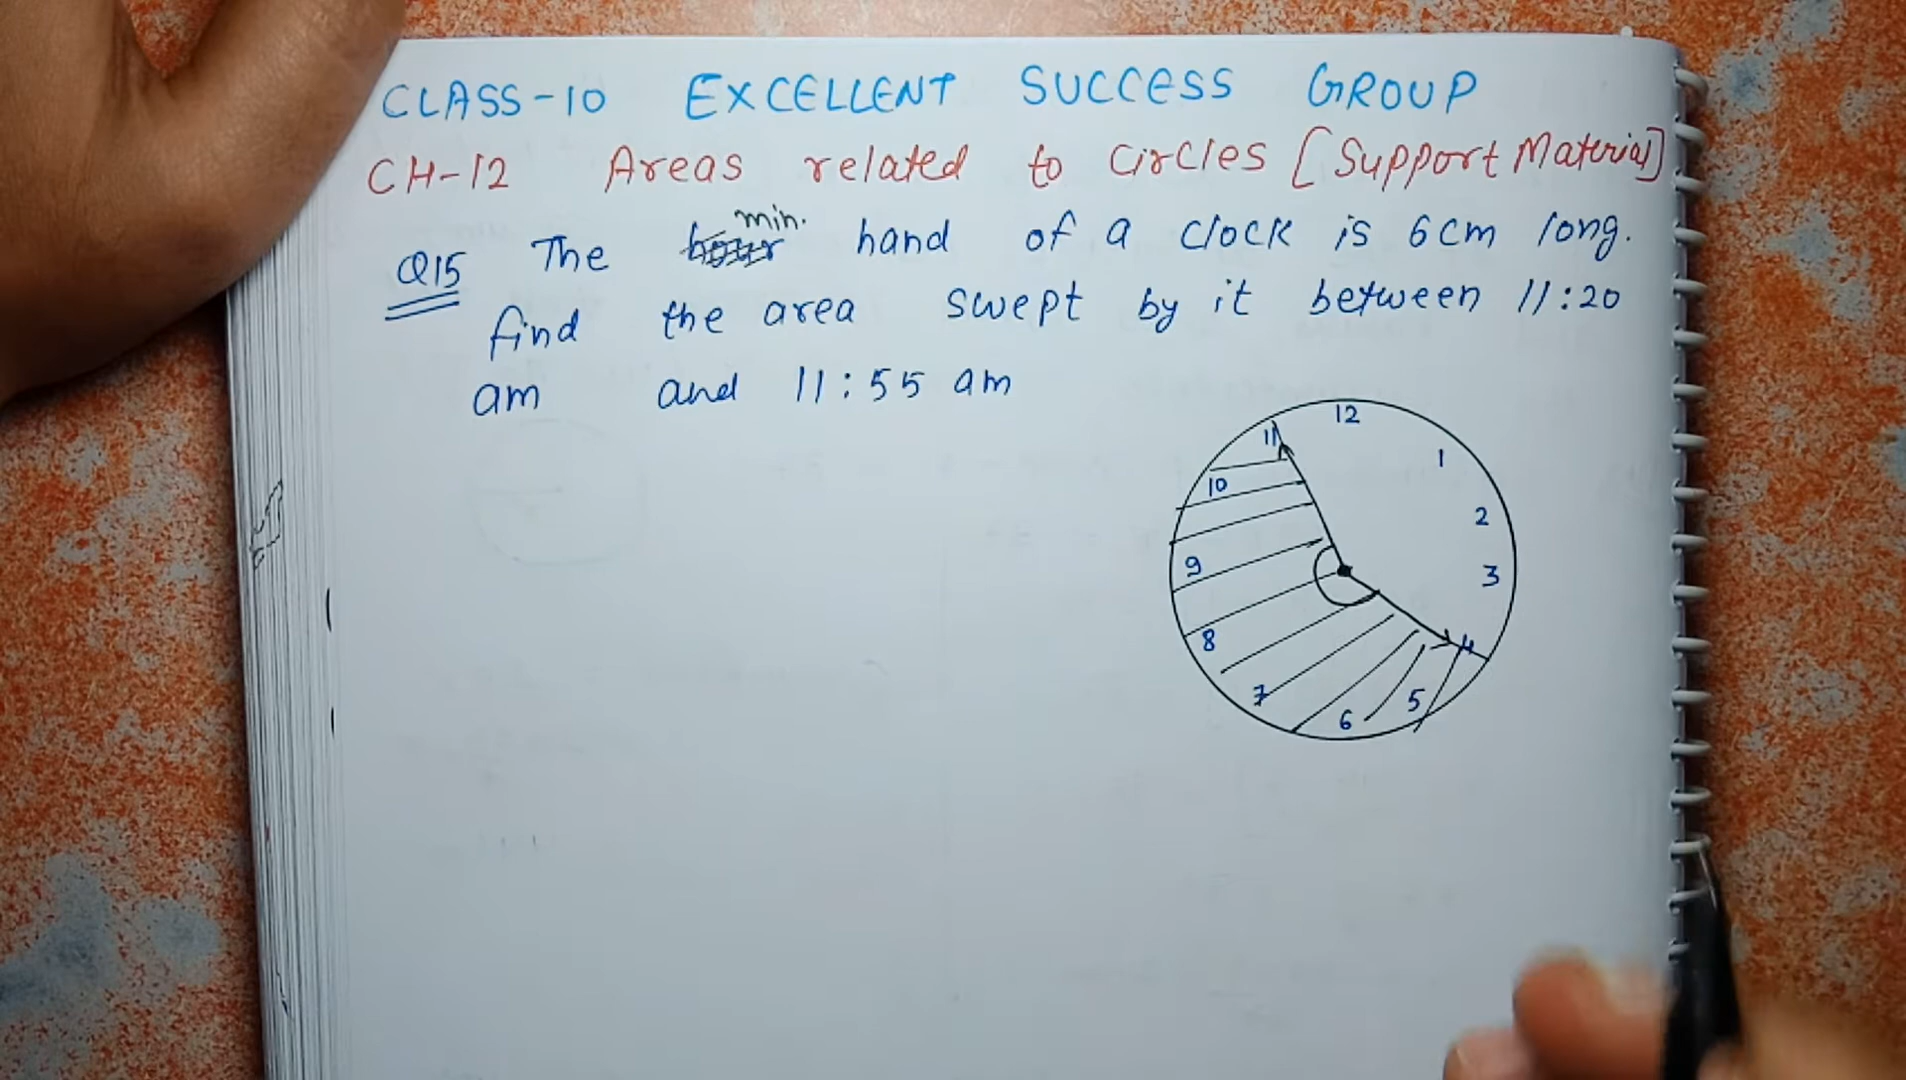 CLASS-10 EXCELLENT SUCCESS GROUP
CH-12 Areas related to Circles [Support Material]
Q15 The min. hand of a clock is 6cm long.
find the area swept by it between 11:20
am and 11:55 am
12
11
1
10
2
9
3
8
4
7
5
6